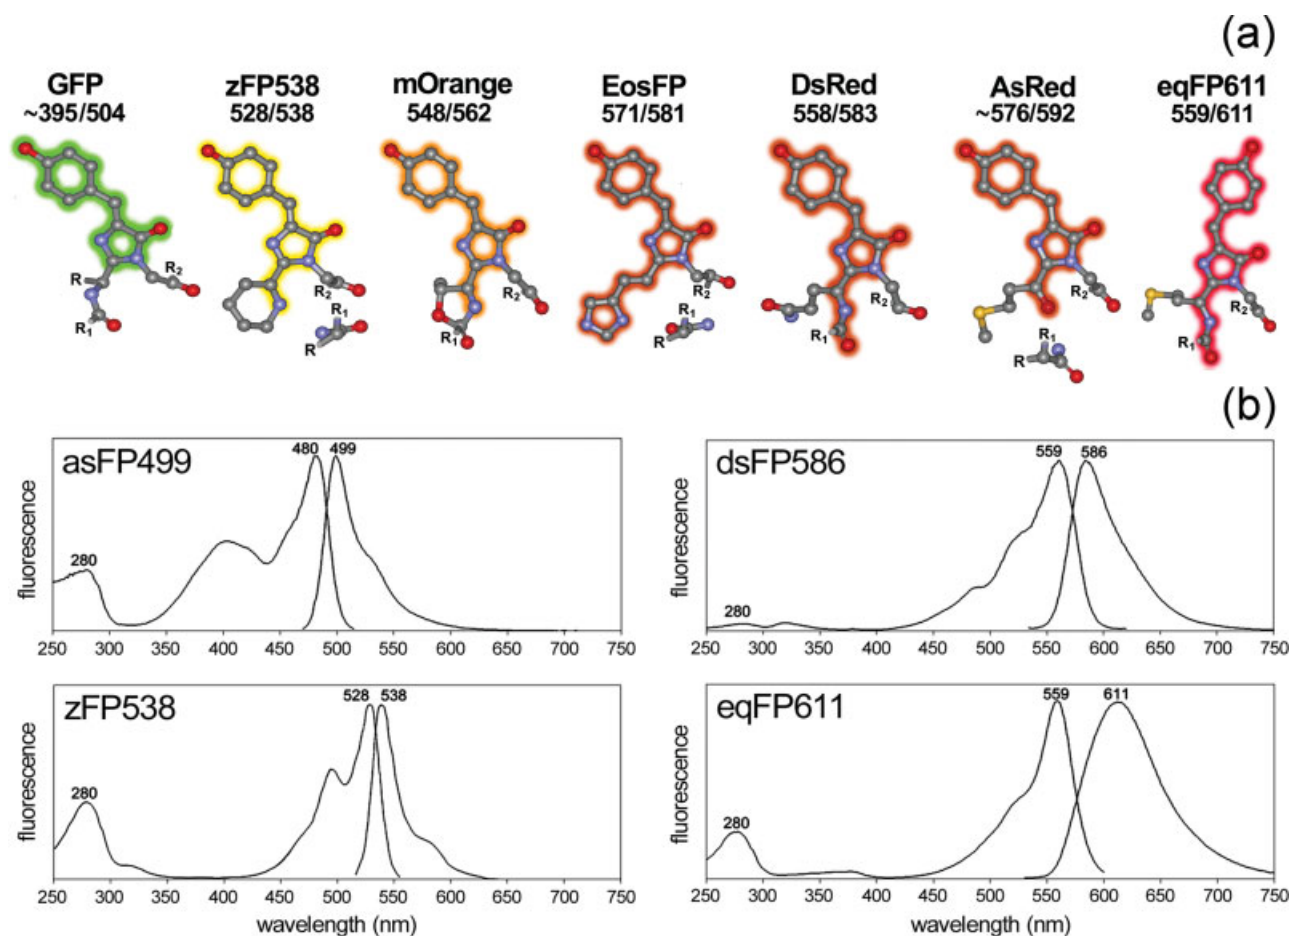 (a)
GFP zFP538 mOrange EosFP DsRed AsRed eqFP611
~395/504 528/538 548/562 571/581 558/583 ~576/592 559/611
R R2 R1
R2 R1 R
R2 R1
R2 R1 R
R2 R1
R2 R1 R
R2 R1
(b)
asFP499
480 499
280
fluorescence
250 300 350 400 450 500 550 600 650 700 750
dsFP586
559 586
280
fluorescence
250 300 350 400 450 500 550 600 650 700 750
zFP538
528 538
280
fluorescence
250 300 350 400 450 500 550 600 650 700 750
wavelength (nm)
eqFP611
559 611
280
fluorescence
250 300 350 400 450 500 550 600 650 700 750
wavelength (nm)